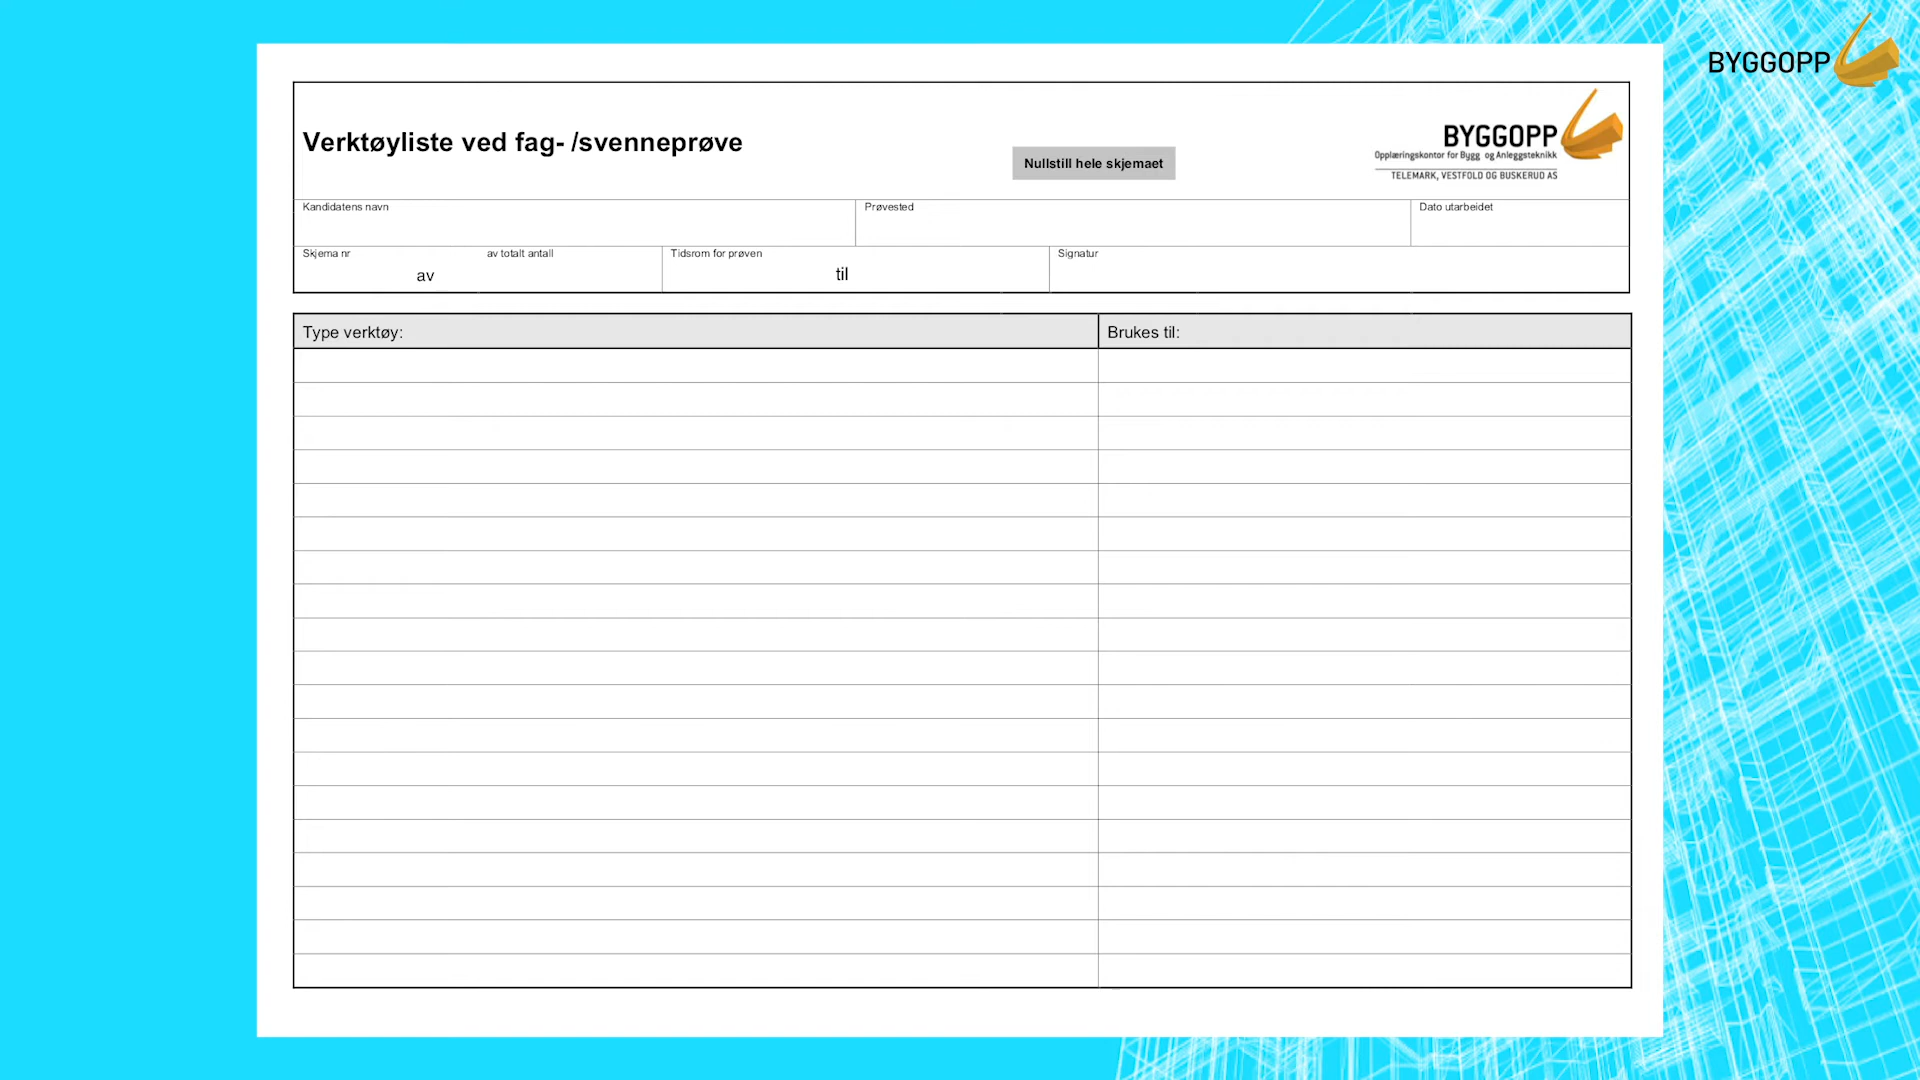 BYGGOPP
Verktøyliste ved fag- /svenneprøve
Nullstill hele skjemaet
BYGGOPP
Opplæringskontor for Bygg og Anleggsteknikk
TELEMARK, VESTFOLD OG BUSKERUD AS
Kandidatens navn Prøvested Dato utarbeidet
Skjema nr av totalt antall Tidsrom for prøven Signatur
av til
Type verktøy: Brukes til: